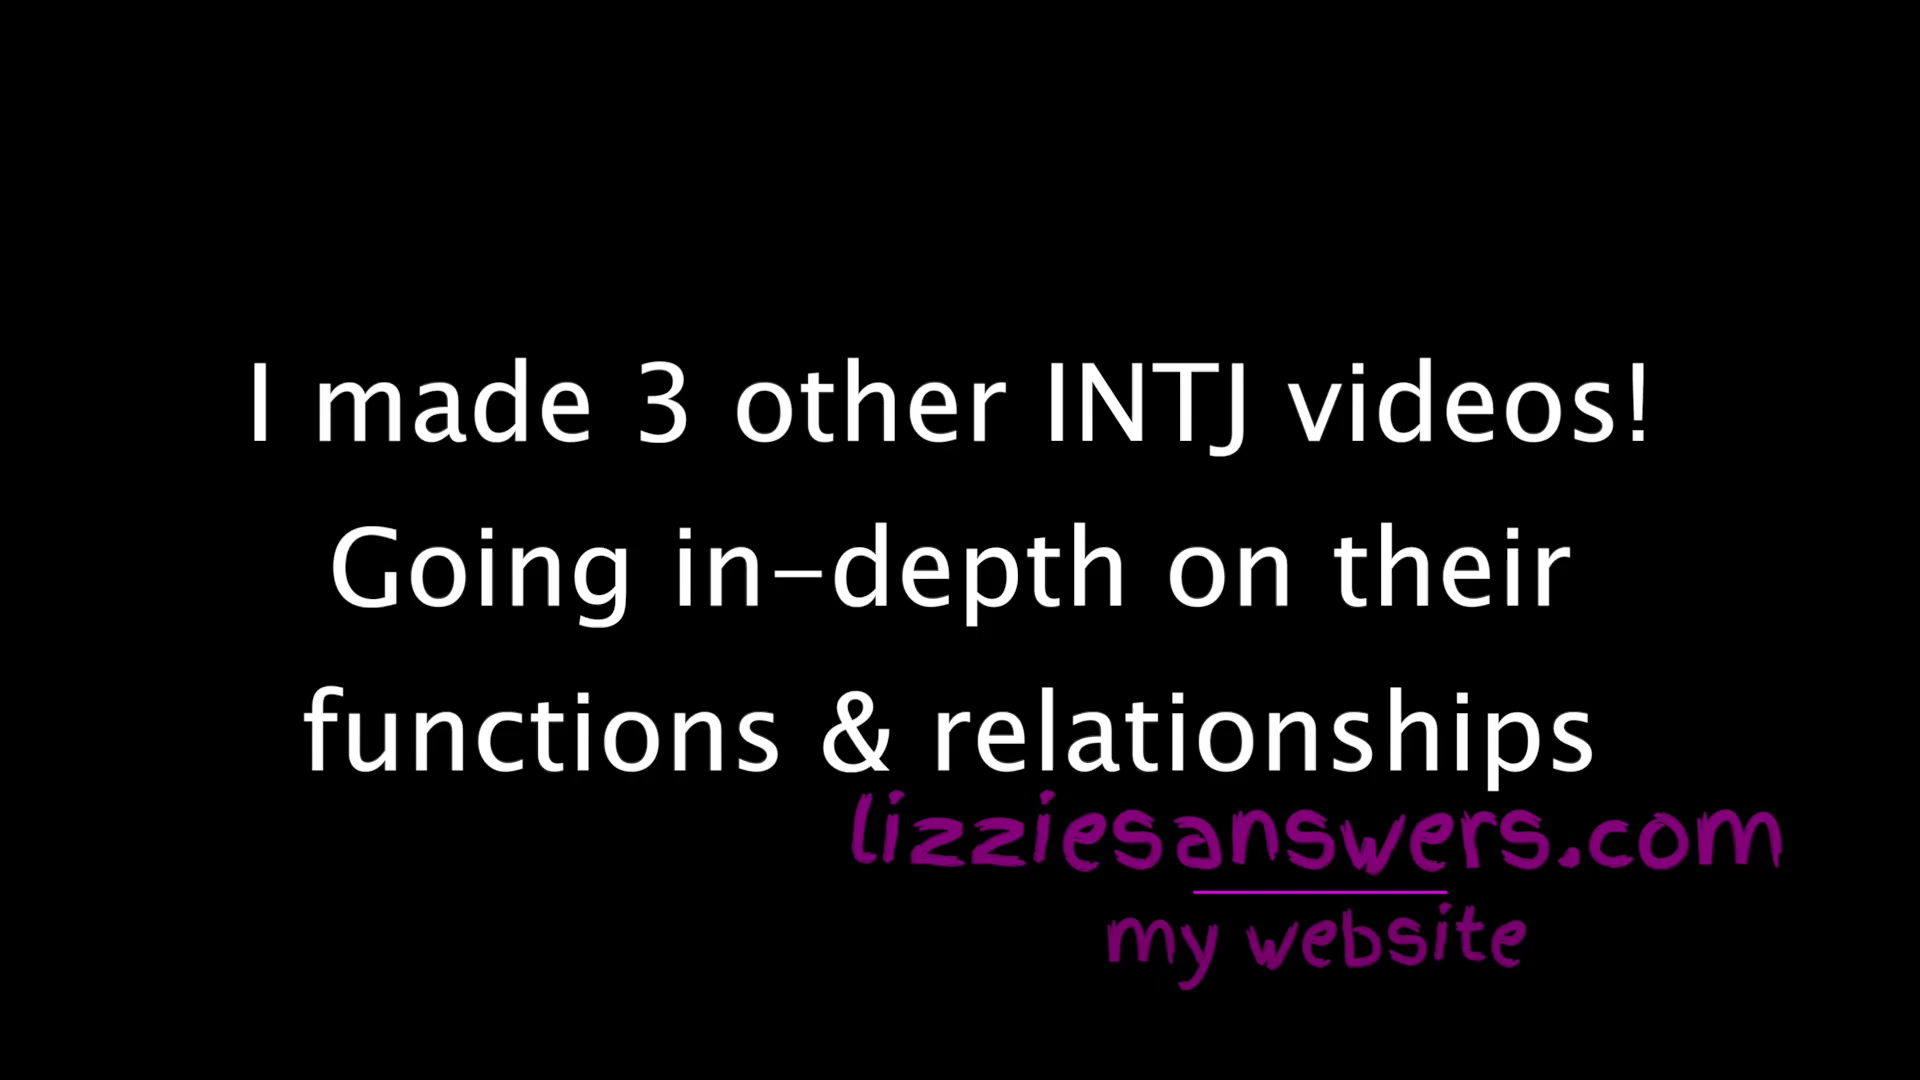 I made 3 other INTJ videos!
Going in-depth on their
functions & relationships
lizziesanswers.com
my website